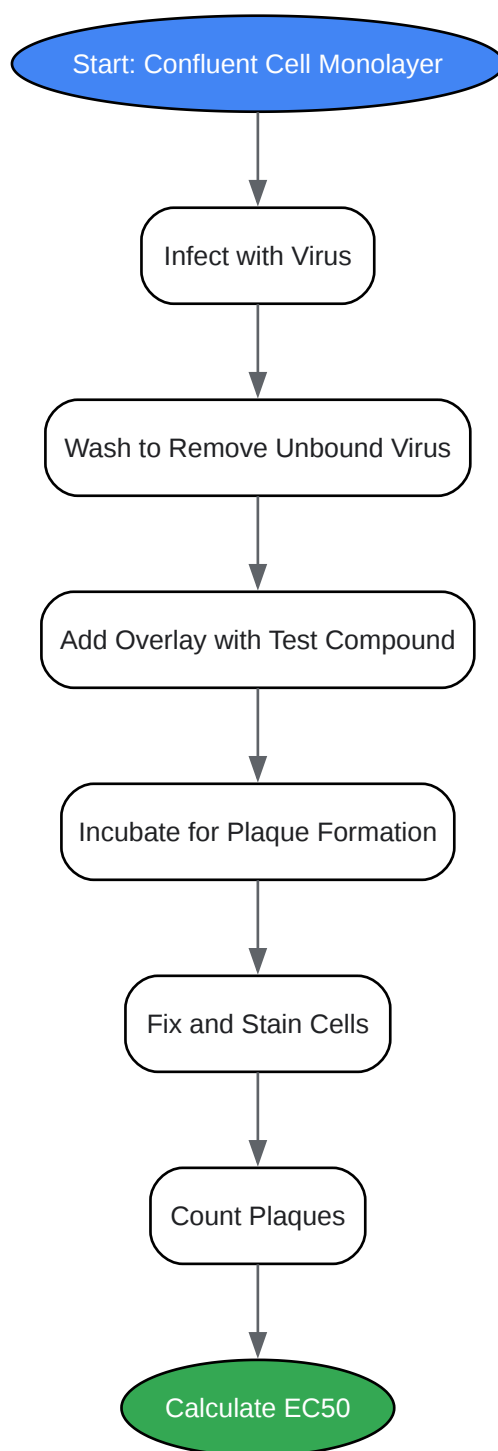 Start: Confluent Cell Monolayer
Infect with Virus
Wash to Remove Unbound Virus
Add Overlay with Test Compound
Incubate for Plaque Formation
Fix and Stain Cells
Count Plaques
Calculate EC50